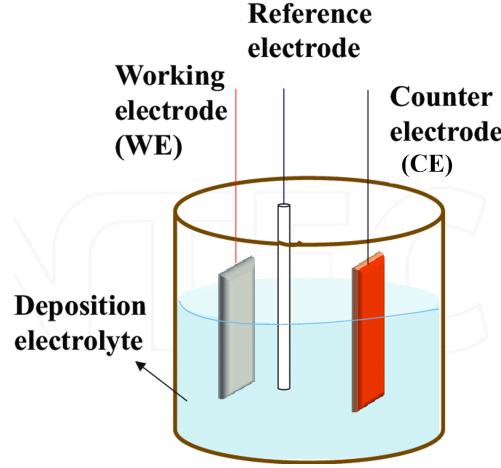 Reference
electrode
Working
electrode
(WE)
Counter
electrode
(CE)
Deposition
electrolyte